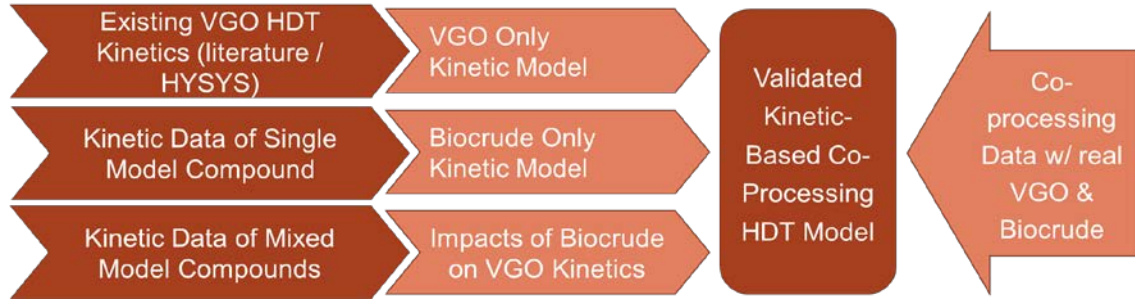 Existing VGO HDT
Kinetics (literature /
HYSYS)
VGO Only
Kinetic Model
Kinetic Data of Single
Model Compound
Biocrude Only
Kinetic Model
Kinetic Data of Mixed
Model Compounds
Impacts of Biocrude
on VGO Kinetics
Validated
Kinetic-
Based Co-
Processing
HDT Model
Co-
processing
Data w/ real
VGO &
Biocrude